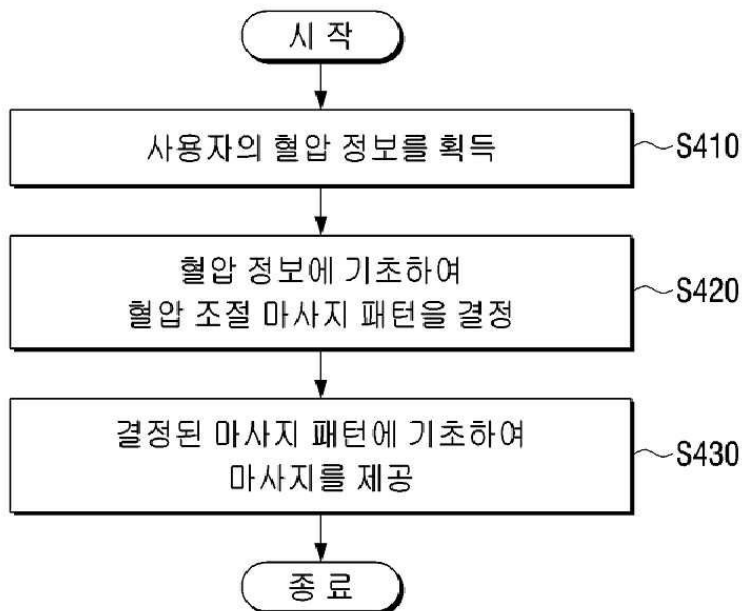 시 작
사용자의 혈압 정보를 획득
S410
혈압 정보에 기초하여
혈압 조절 마사지 패턴을 결정
S420
결정된 마사지 패턴에 기초하여
마사지를 제공
S430
종 료